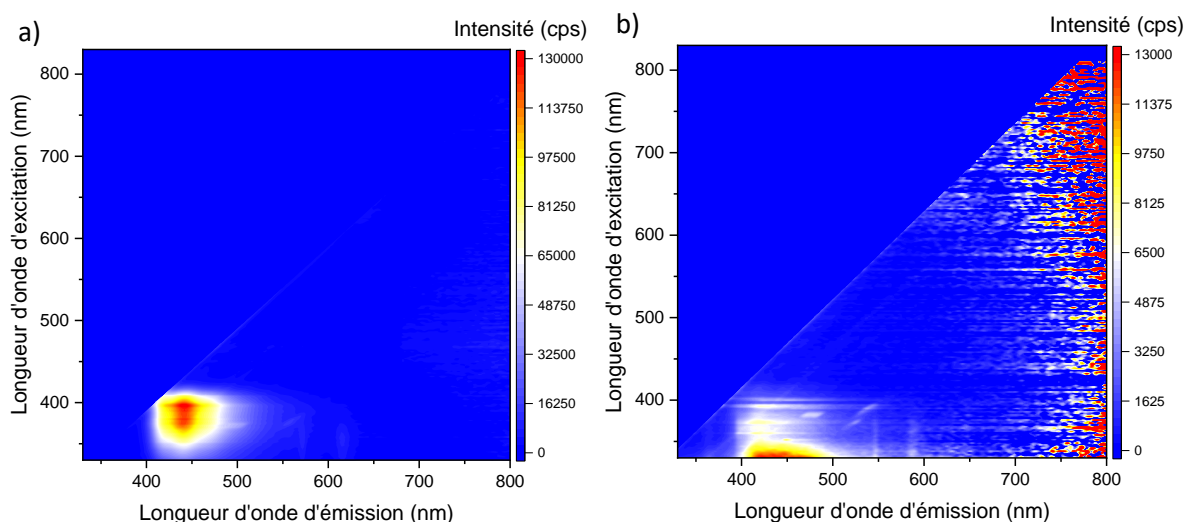 a)
Intensité (cps)
800
700
600
500
400
400 500 600 700 800
Longueur d'onde d'excitation (nm)
Longueur d'onde d'émission (nm)
130000
113750
97500
81250
65000
48750
32500
16250
0
b)
Intensité (cps)
800
700
600
500
400
400 500 600 700 800
Longueur d'onde d'excitation (nm)
Longueur d'onde d'émission (nm)
13000
11375
9750
8125
6500
4875
3250
1625
0